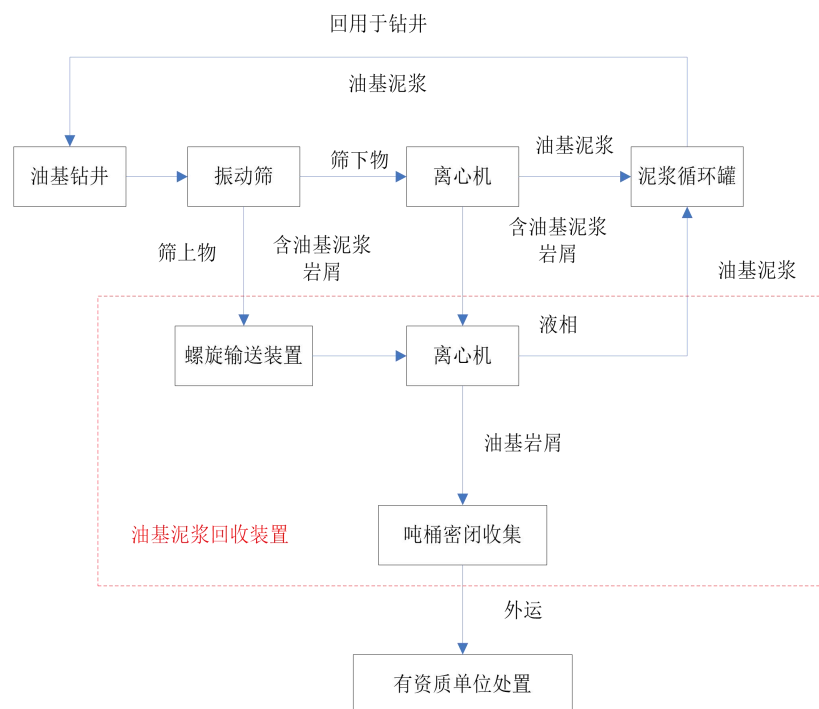 回用于钻井
油基泥浆
油基钻井
振动筛
筛下物
离心机
油基泥浆
泥浆循环罐
筛上物
含油基泥浆
岩屑
含油基泥浆
岩屑
油基泥浆
螺旋输送装置
离心机
液相
油基岩屑
油基泥浆回收装置
吨桶密闭收集
外运
有资质单位处置